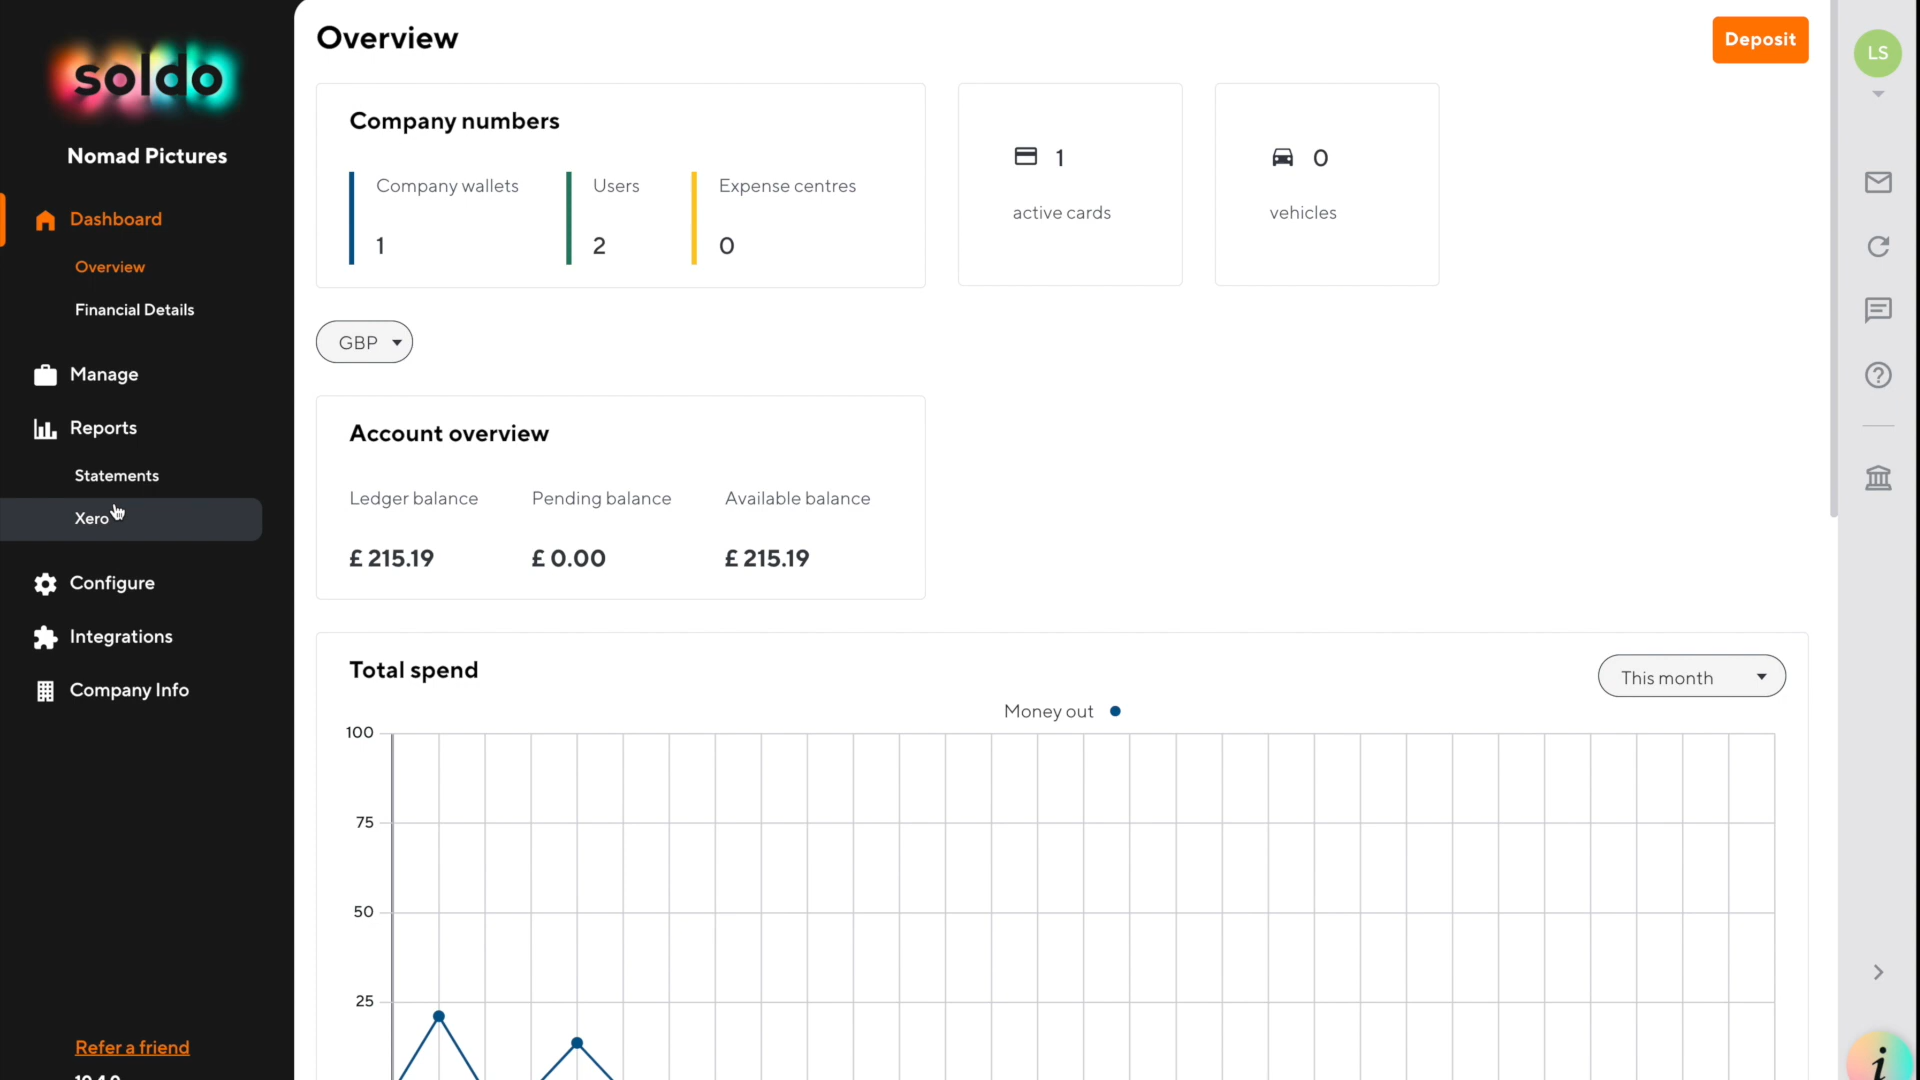 soldo
Nomad Pictures
Dashboard
Overview
Financial Details
Manage
Reports
Statements
Xero
Configure
Integrations
Company Info
Refer a friend
Overview
Deposit
Company numbers
Company wallets
1
Users
2
Expense centres
0
1
active cards
0
vehicles
GBP
Account overview
Ledger balance
£ 215.19
Pending balance
£ 0.00
Available balance
£ 215.19
Total spend
This month
Money out
100
75
50
25
LS
i